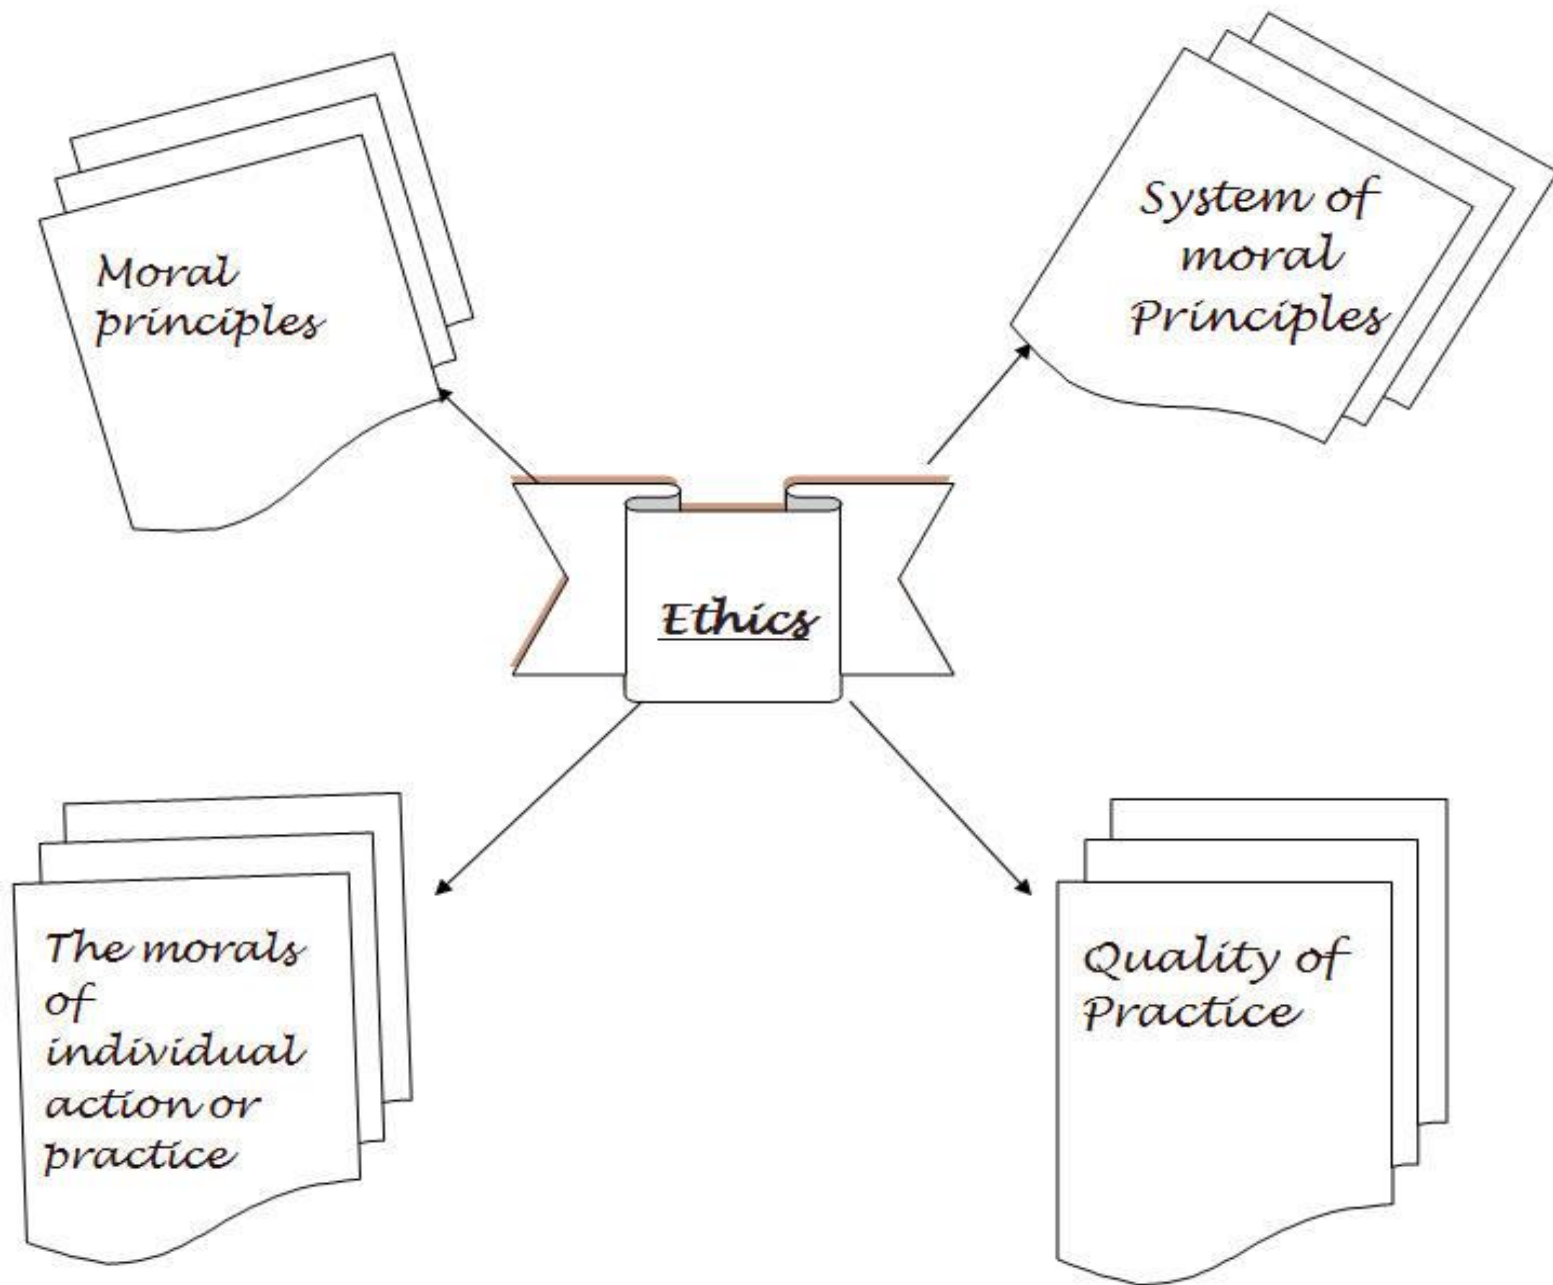 Moral
principles
System of
moral
Principles
Ethics
The morals
of
individual
action or
practice
Quality of
Practice